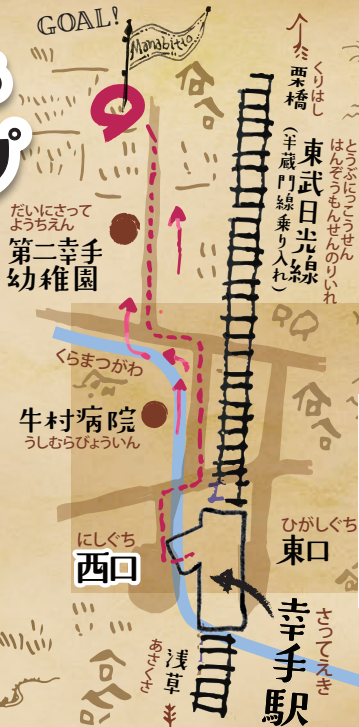 GOAL!
Manabitto
栗橋
くりはし
東武日光線
とうぶにっこうせん
(半蔵門線乗り入れ)
はんぞうもんせんのりいれ
だいにさって
ようちえん
第二幸手
幼稚園
くらまつがわ
牛村病院
うしむらびょういん
にしぐち
西口
ひがしぐち
東口
幸手駅
さってえき
浅草
あさくさ